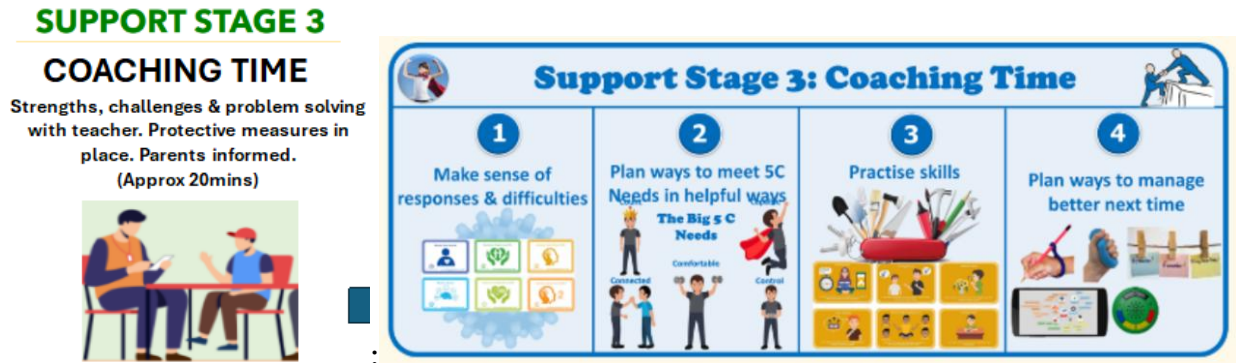 SUPPORT STAGE 3
COACHING TIME
Strengths, challenges & problem solving
with teacher. Protective measures in
place. Parents informed.
(Approx 20mins)
Support Stage 3: Coaching Time
1
Make sense of
responses & difficulties
2
Plan ways to meet 5C
Needs in helpful ways
The Big 5 C
Needs
Comfortable
Connected
Control
3
Practise skills
4
Plan ways to manage
better next time